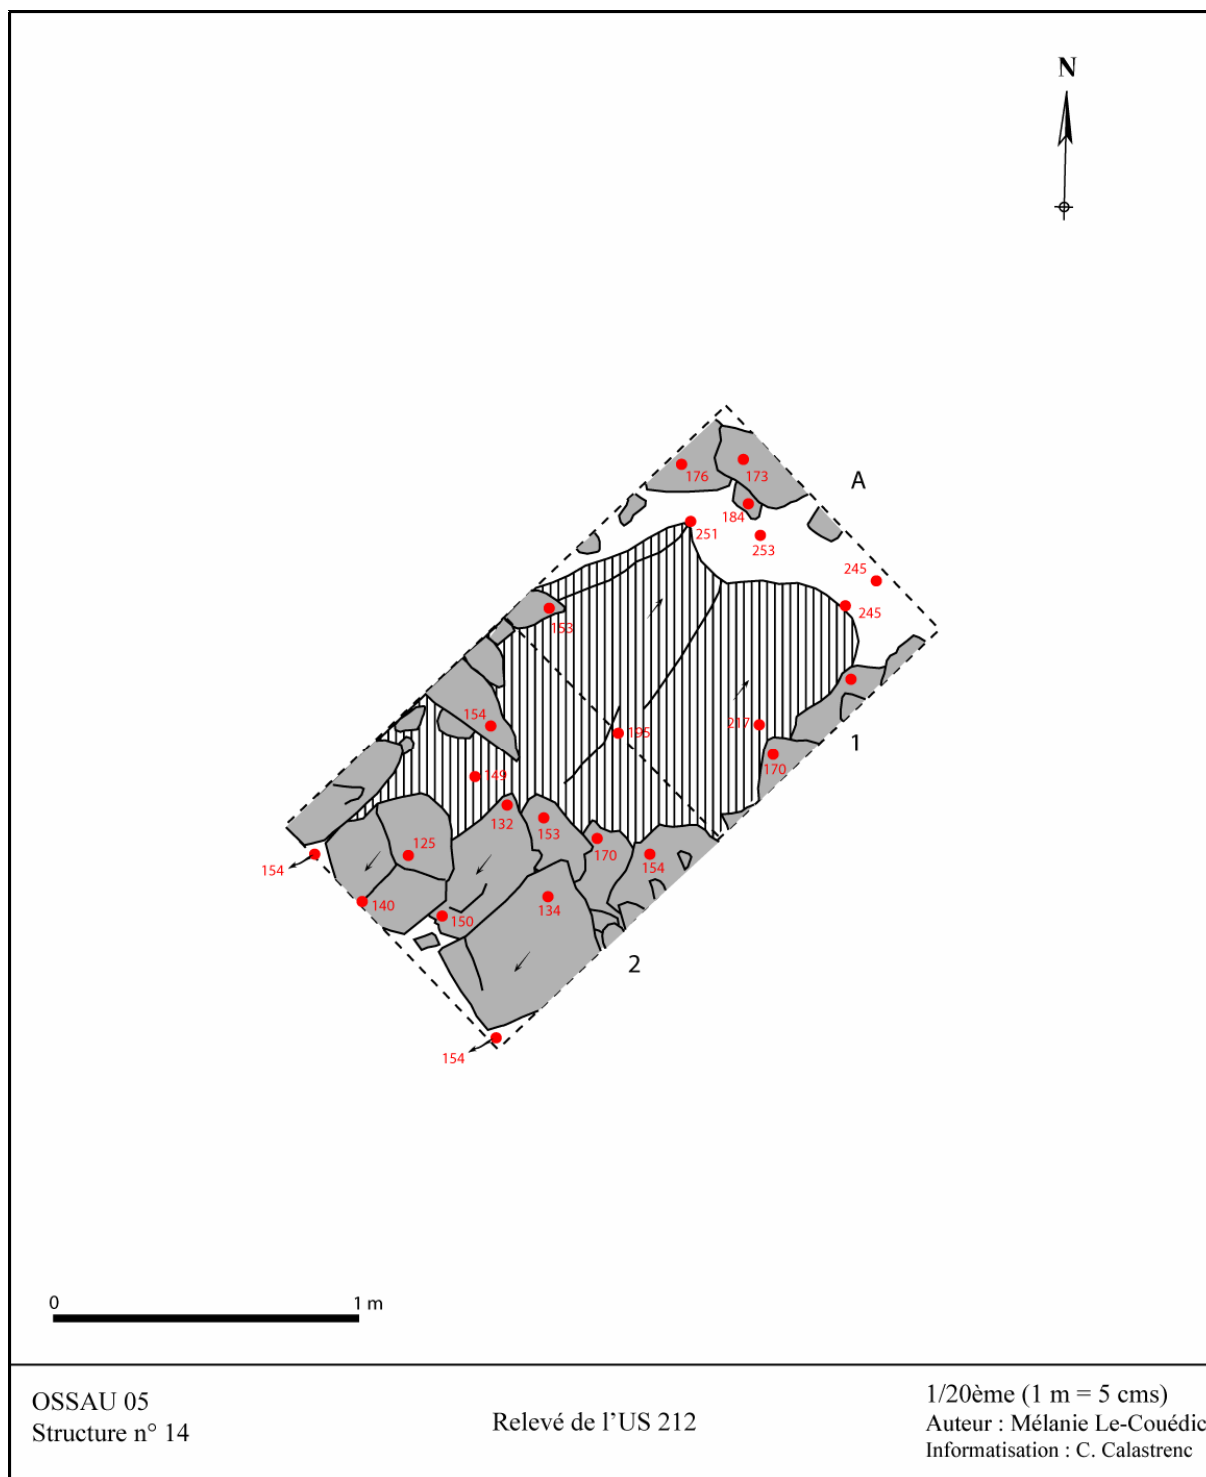 N
A
176
173
184
251
253
245
245
153
154
217
195
1
170
149
132
153
125
170
154
154
140
150
134
2
154
0 1 m
OSSAU 05
Structure n° 14
Relevé de l'US 212
1/20ème (1 m = 5 cms)
Auteur : Mélanie Le-Couédic
Informatisation : C. Calastrenc